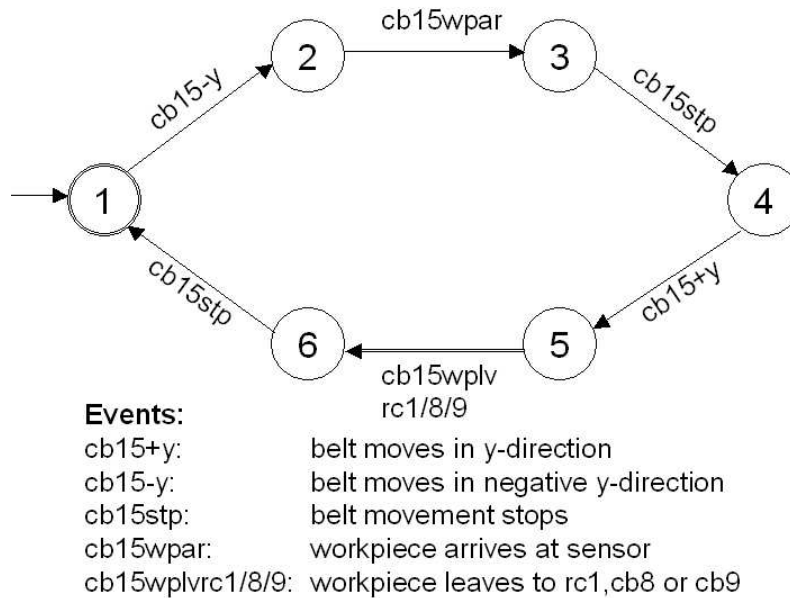 cb15wpar
2
3
cb15-y
cb15stp
1
4
cb15stp
cb15+y
6
5
cb15wplv
rc1/8/9
Events:
cb15+y: belt moves in y-direction
cb15-y: belt moves in negative y-direction
cb15stp: belt movement stops
cb15wpar: workpiece arrives at sensor
cb15wplvrc1/8/9: workpiece leaves to rc1,cb8 or cb9